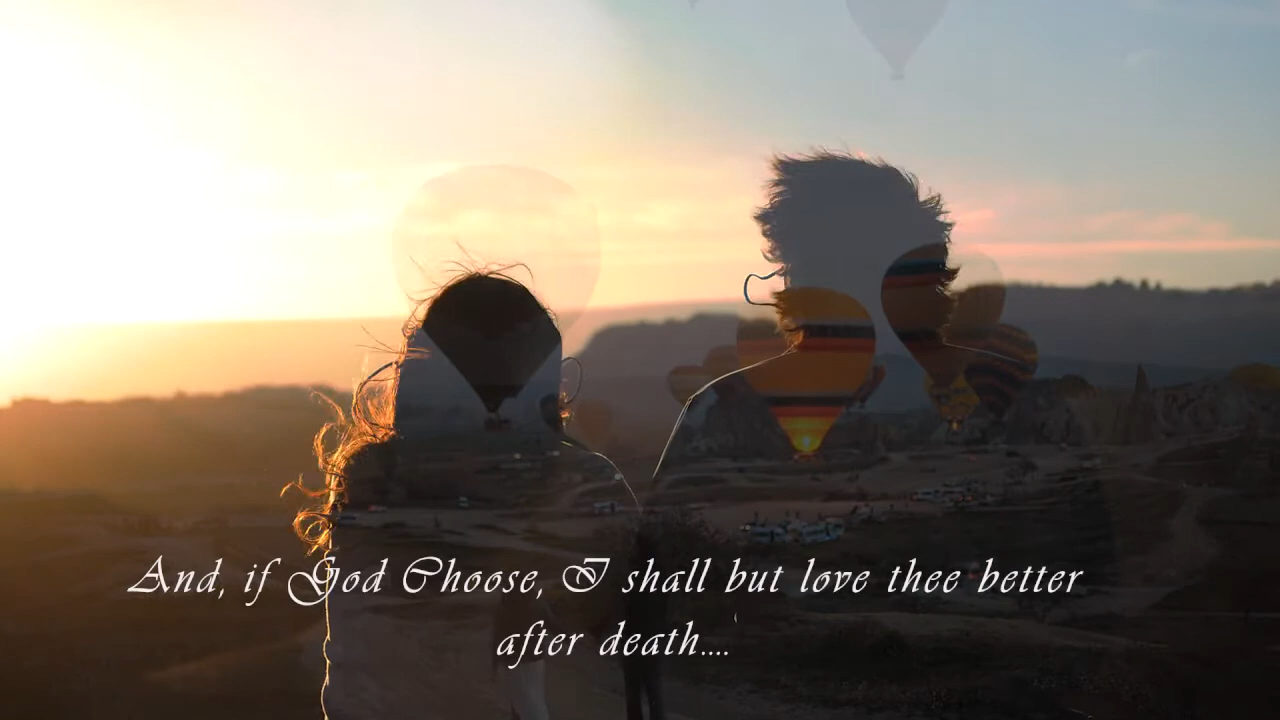 And, if God Choose, I shall but love thee better
after death....